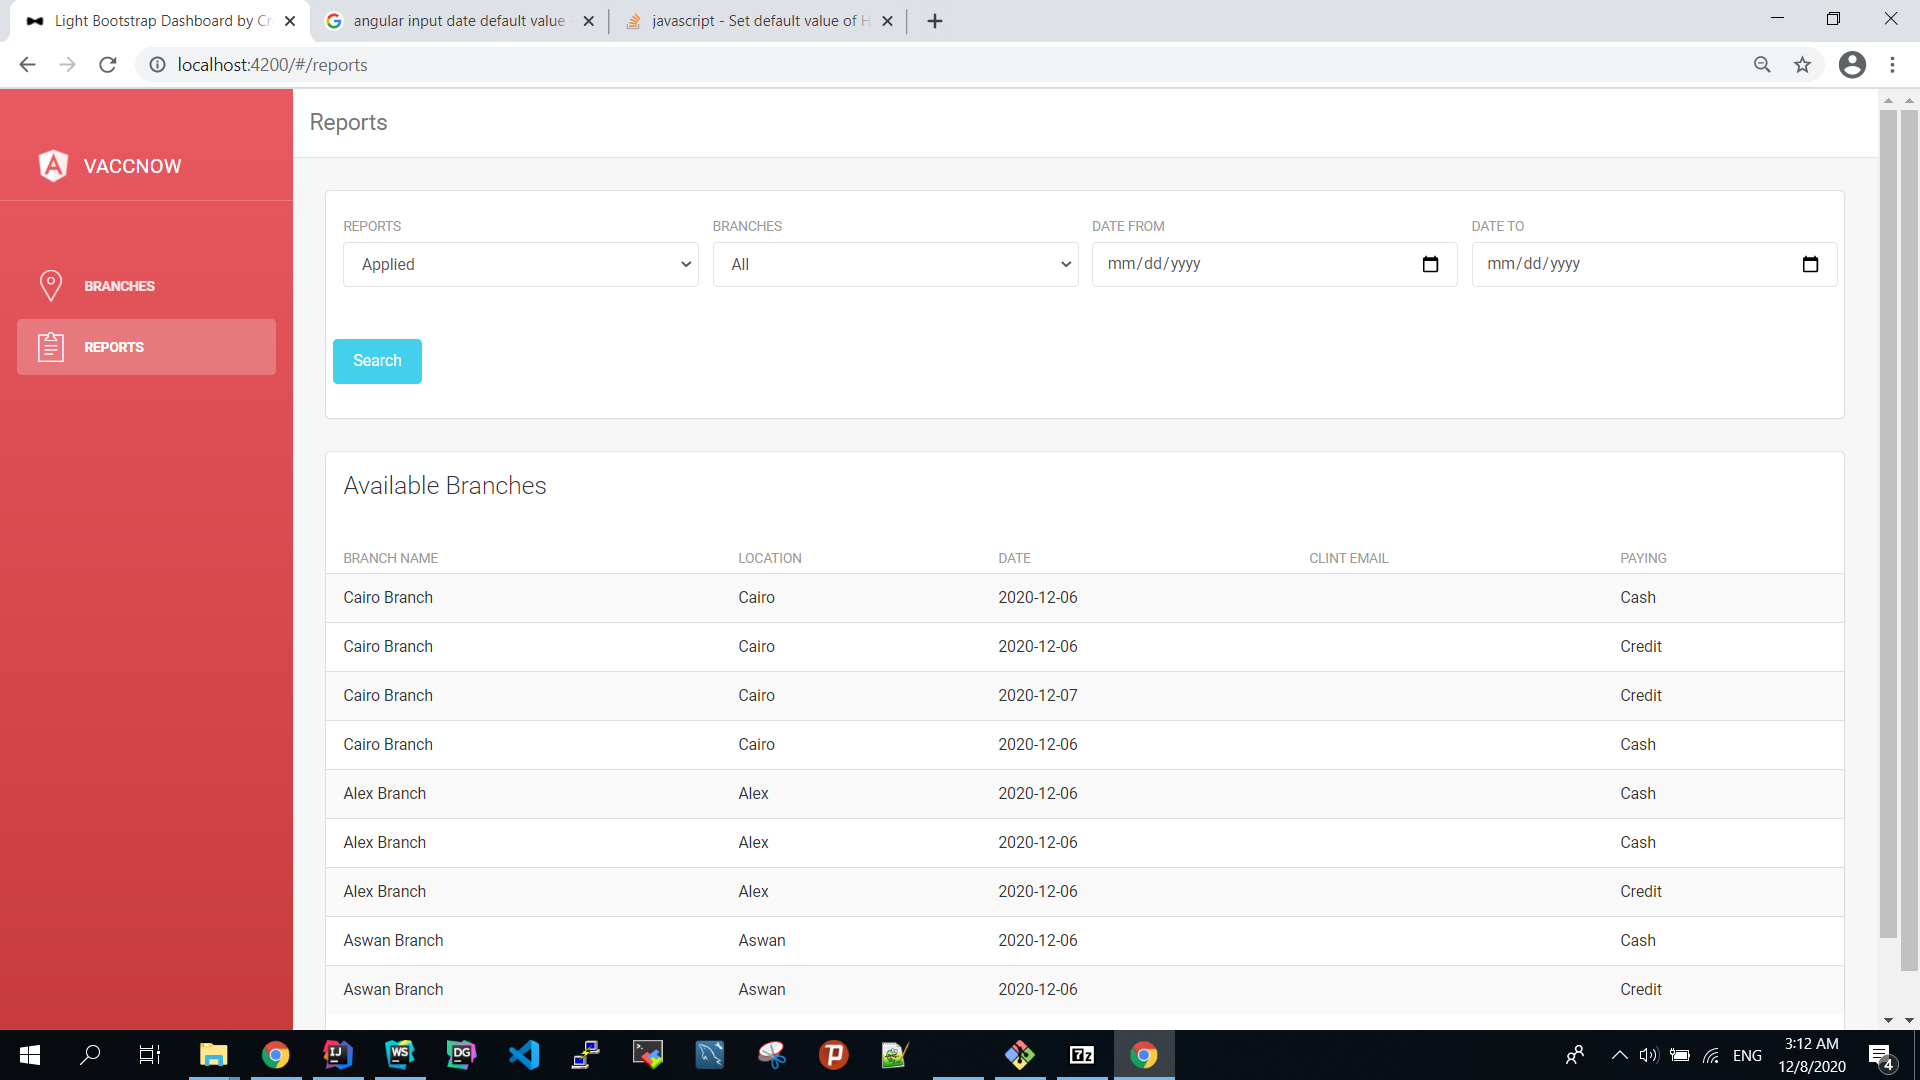 Light Bootstrap Dashboard by Cr
angular input date default value
javascript - Set default value of H
localhost:4200/#/reports
VACCNOW
BRANCHES
REPORTS
Reports
REPORTS BRANCHES DATE FROM DATE TO
Applied All mm/dd/yyyy mm/dd/yyyy
Search
Available Branches
BRANCH NAME LOCATION DATE CLINT EMAIL PAYING
Cairo Branch Cairo 2020-12-06 Cash
Cairo Branch Cairo 2020-12-06 Credit
Cairo Branch Cairo 2020-12-07 Credit
Cairo Branch Cairo 2020-12-06 Cash
Alex Branch Alex 2020-12-06 Cash
Alex Branch Alex 2020-12-06 Cash
Alex Branch Alex 2020-12-06 Credit
Aswan Branch Aswan 2020-12-06 Cash
Aswan Branch Aswan 2020-12-06 Credit
IJ WS DG 7z
ENG
3:12 AM
12/8/2020
4